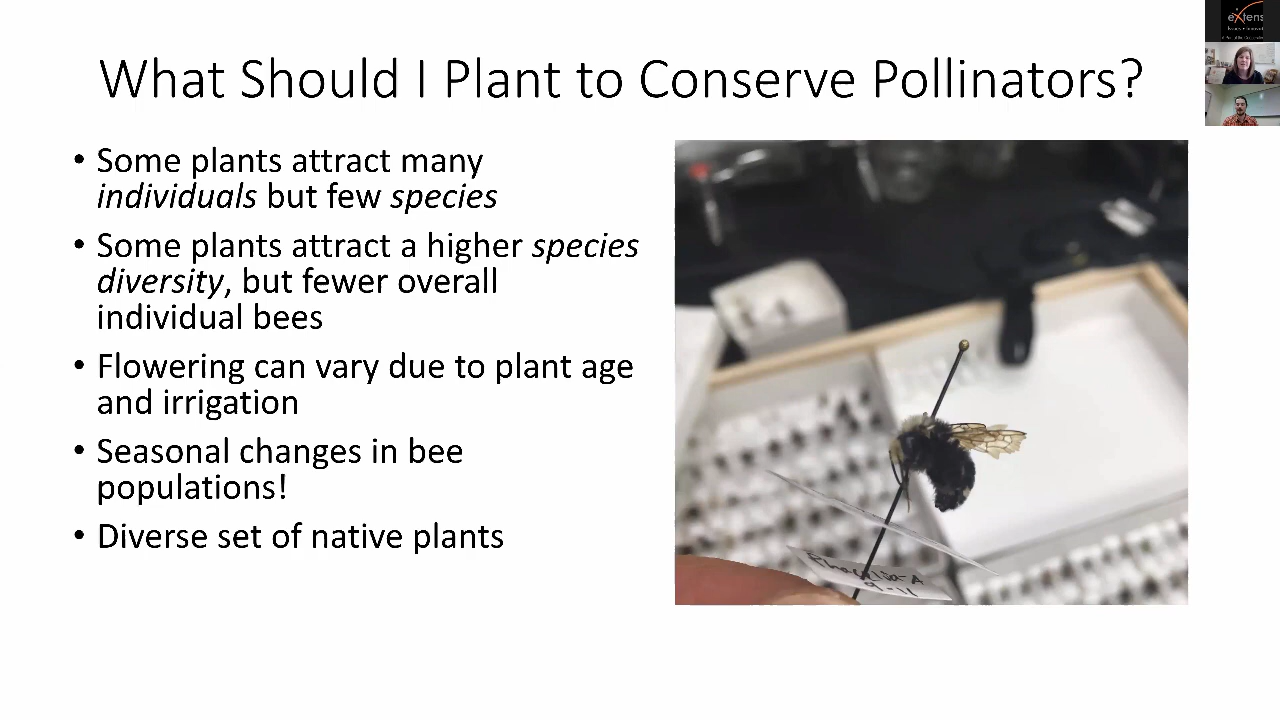 What Should I Plant to Conserve Pollinators?
• Some plants attract many
individuals but few species
• Some plants attract a higher species
diversity, but fewer overall
individual bees
• Flowering can vary due to plant age
and irrigation
• Seasonal changes in bee
populations!
• Diverse set of native plants
eXtens